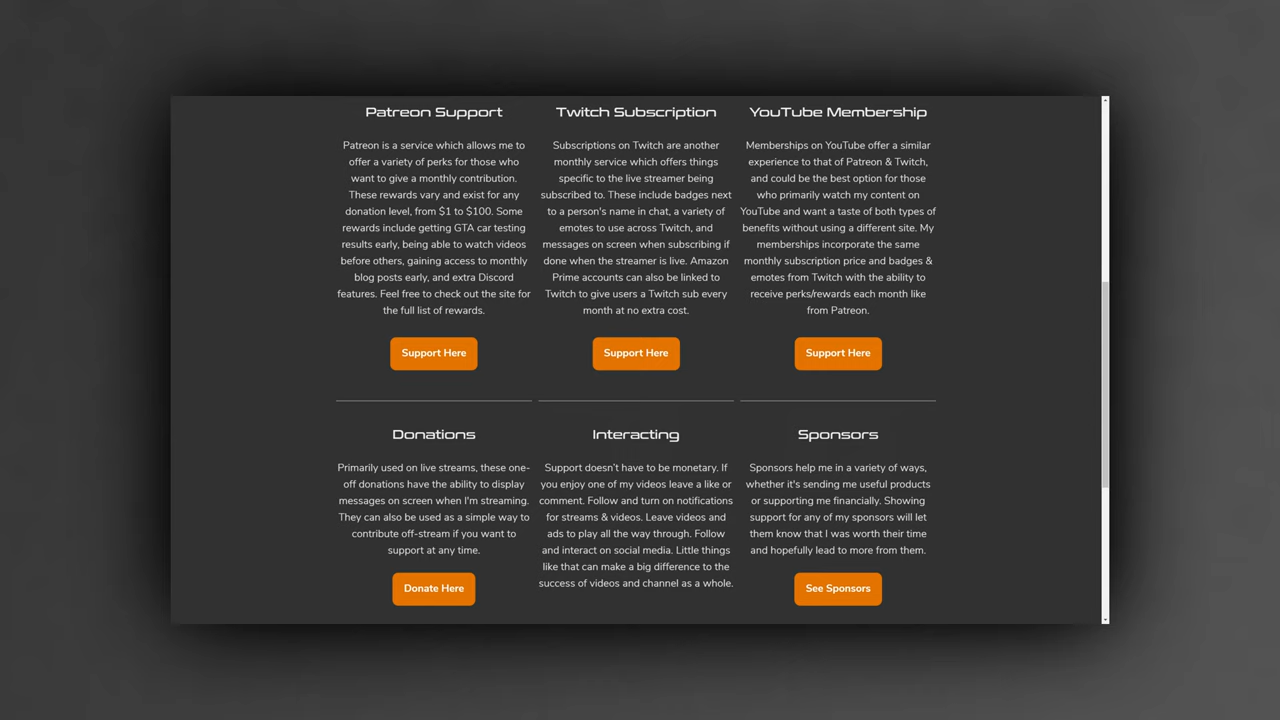 Patreon Support
Patreon is a service which allows me to
offer a variety of perks for those who
want to give a monthly contribution.
These rewards vary and exist for any
donation level, from $1 to $100. Some
rewards include getting GTA car testing
results early, being able to watch videos
before others, gaining access to monthly
blog posts early, and extra Discord
features. Feel free to check out the site for
the full list of rewards.
Support Here
Twitch Subscription
Subscriptions on Twitch are another
monthly service which offers things
specific to the live streamer being
subscribed to. These include badges next
to a person's name in chat, a variety of
emotes to use across Twitch, and
messages on screen when subscribing if
done when the streamer is live. Amazon
Prime accounts can also be linked to
Twitch to give users a Twitch sub every
month at no extra cost.
Support Here
YouTube Membership
Memberships on YouTube offer a similar
experience to that of Patreon & Twitch,
and could be the best option for those
who primarily watch my content on
YouTube and want a taste of both types of
benefits without using a different site. My
memberships incorporate the same
monthly subscription price and badges &
emotes from Twitch with the ability to
receive perks/rewards each month like
from Patreon.
Support Here
Donations
Primarily used on live streams, these one-
off donations have the ability to display
messages on screen when I'm streaming.
They can also be used as a simple way to
contribute off-stream if you want to
support at any time.
Donate Here
Interacting
Support doesn't have to be monetary. If
you enjoy one of my videos leave a like or
comment. Follow and turn on notifications
for streams & videos. Leave videos and
ads to play all the way through. Follow
and interact on social media. Little things
like that can make a big difference to the
success of videos and channel as a whole.
Sponsors
Sponsors help me in a variety of ways,
whether it's sending me useful products
or supporting me financially. Showing
support for any of my sponsors will let
them know that I was worth their time
and hopefully lead to more from them.
See Sponsors